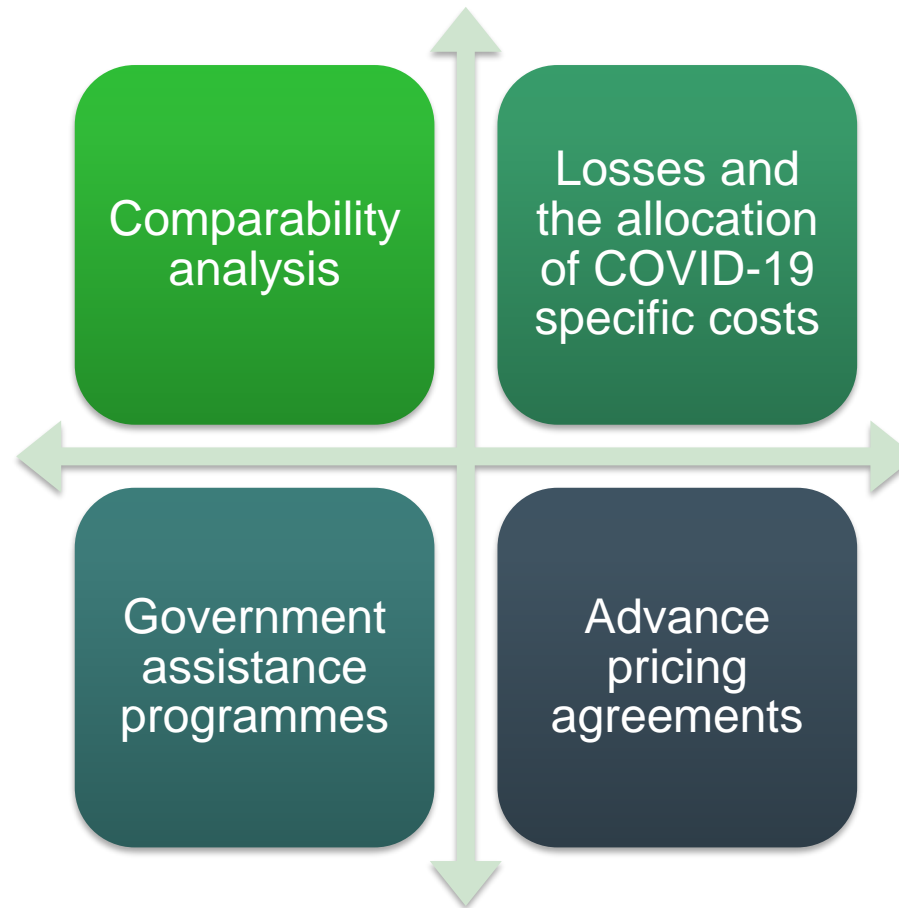 Comparability
analysis
Losses and
the allocation
of COVID-19
specific costs
Government
assistance
programmes
Advance
pricing
agreements